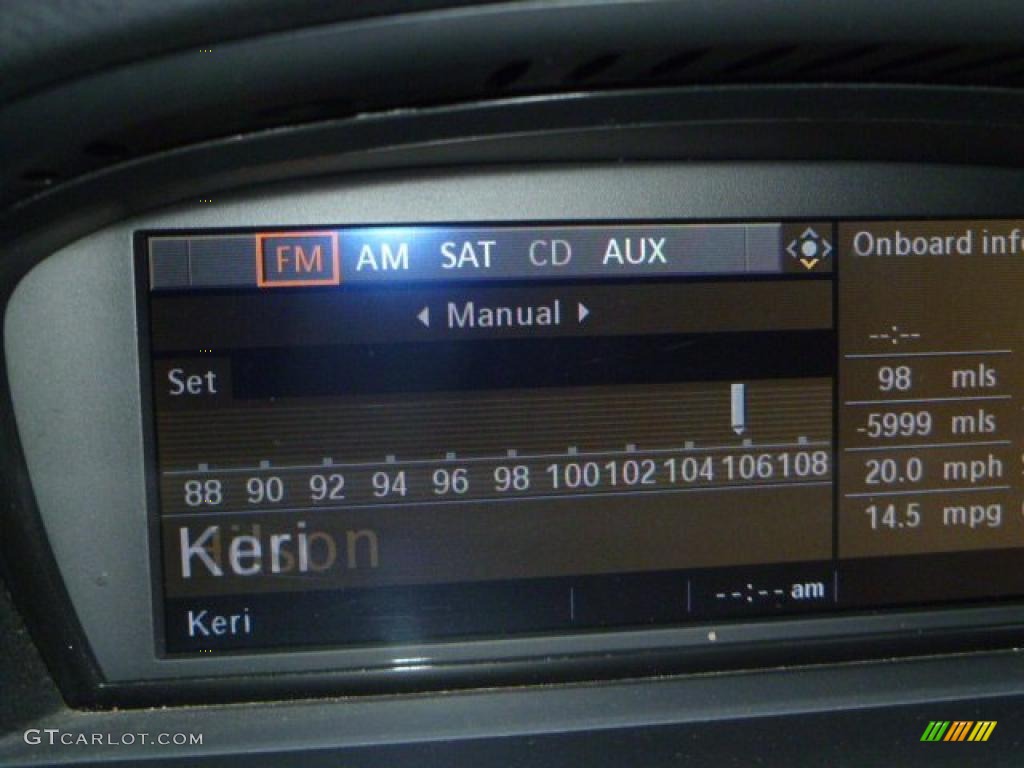 FM AM SAT CD AUX
Manual
Set
88 90 92 94 96 98 100 102 104 106 108
Keri
Keri
--:-- am
Onboard info
--:--
98 mls
-5999 mls
20.0 mph
14.5 mpg
GTCARLOT.COM